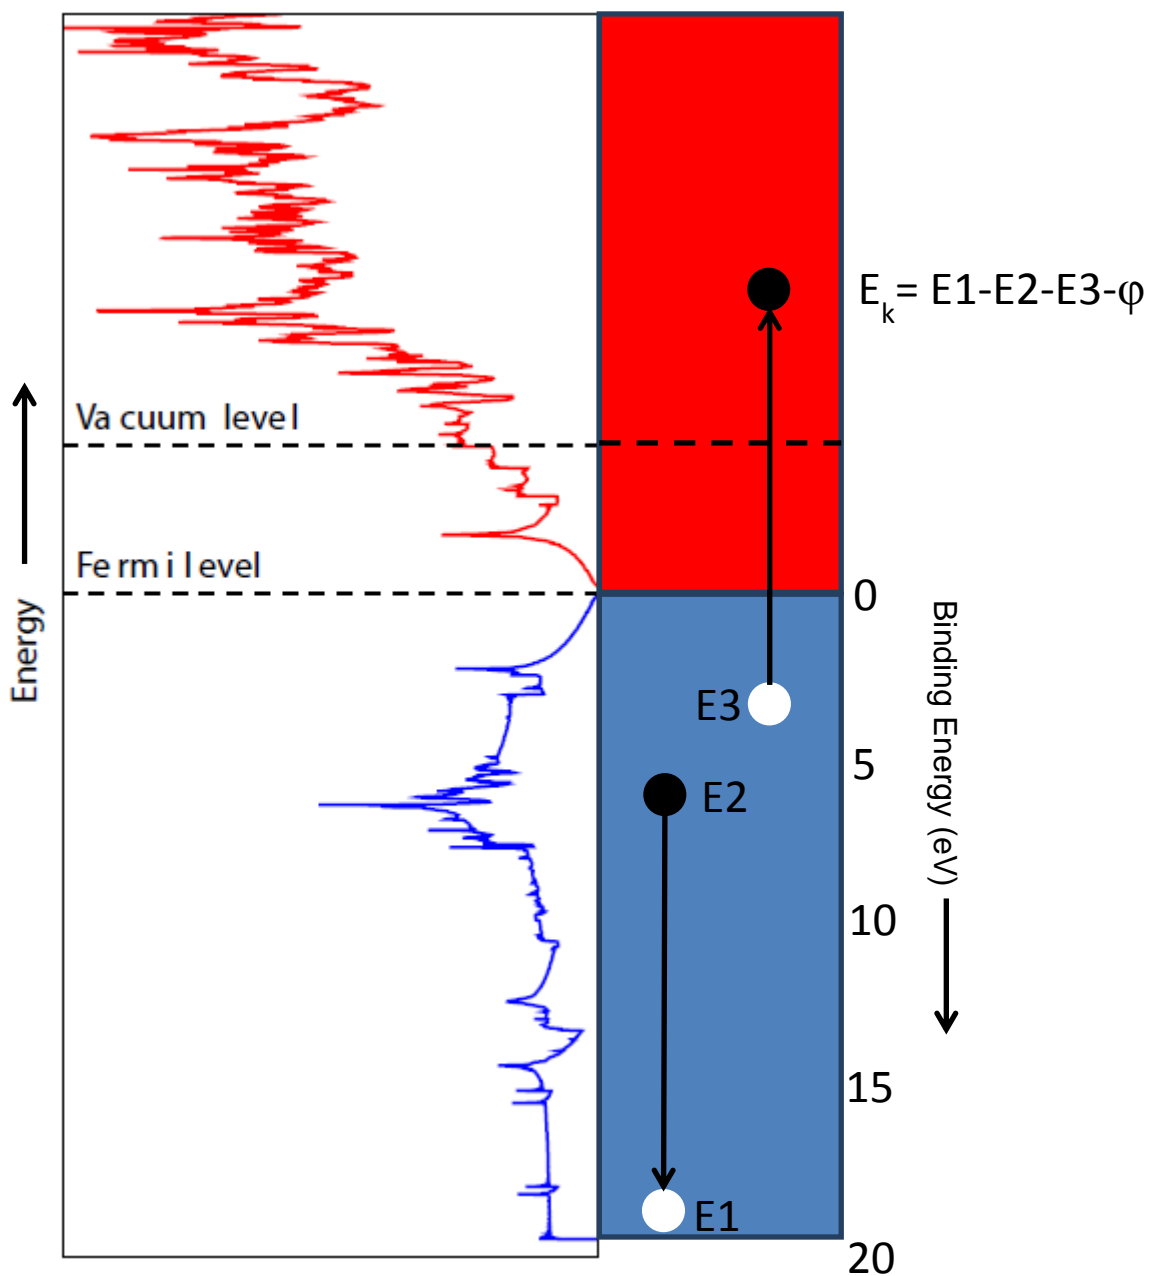 Vacuum level
Fermi level
Energy
E_k= E1-E2-E3-φ
0
5
10
15
20
Binding Energy (eV)
E3
E2
E1